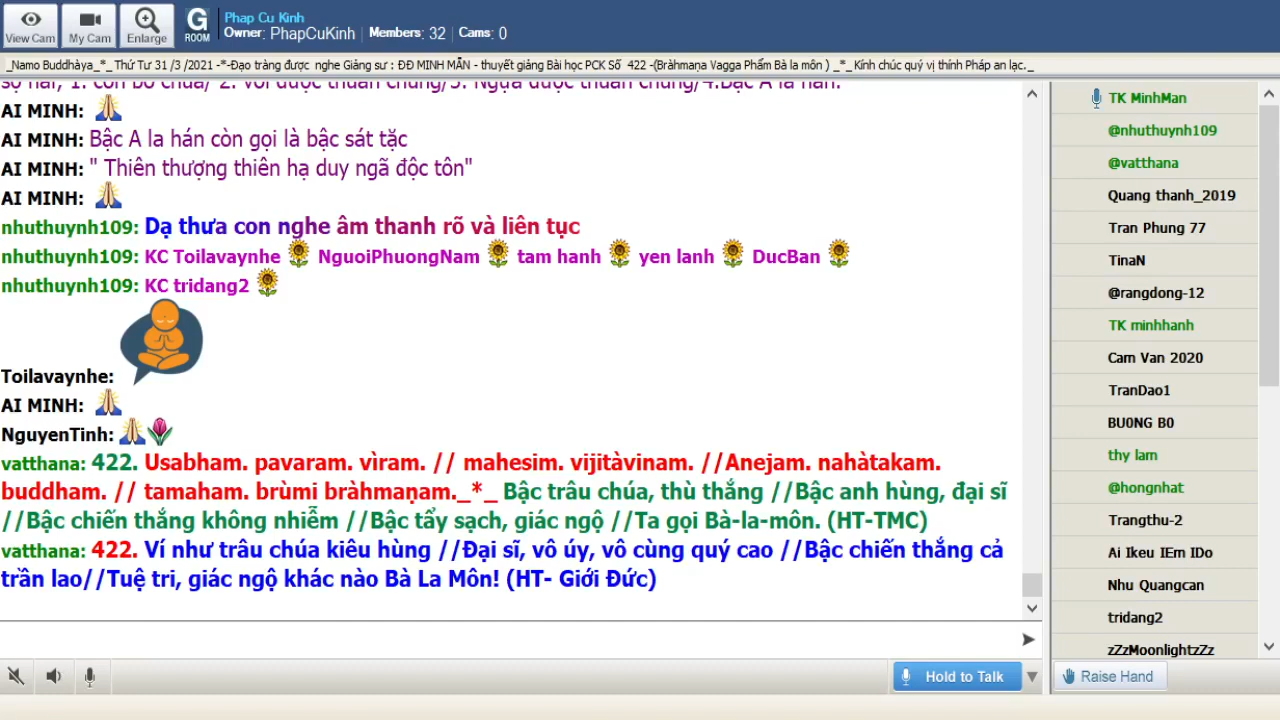 Phap Cu Kinh
Owner: PhapCuKinh Members: 32 Cams: 0
View Cam
My Cam
Enlarge
G
ROOM
_Namo Buddhàya_*_ Thứ Tư 31 /3 /2021 -*-Đạo tràng được nghe Giảng sư : ĐĐ MINH MẪN - thuyết giảng Bài học PCK Số 422 -(Bràhmaṇa Vagga Phẩm Bà la môn ) _*_ Kính chúc quý vị thính Pháp an lạc._
AI MINH:
AI MINH: Bậc A la hán còn gọi là bậc sát tặc
AI MINH: " Thiên thượng thiên hạ duy ngã độc tôn"
AI MINH:
nhuthuynh109: Dạ thưa con nghe âm thanh rõ và liên tục
nhuthuynh109: KC Toilavaynhe NguoiPhuongNam tam hanh yen lanh DucBan
nhuthuynh109: KC tridang2
Toilavaynhe:
AI MINH:
NguyenTinh:
vatthana: 422. Usabham. pavaram. vìram. // mahesim. vijitàvinam. //Anejam. nahàtakam.
buddham. // tamaham. brùmi bràhmaṇam._*_ Bậc trâu chúa, thù thắng //Bậc anh hùng, đại sĩ
//Bậc chiến thắng không nhiễm //Bậc tẩy sạch, giác ngộ //Ta gọi Bà-la-môn. (HT-TMC)
vatthana: 422. Ví như trâu chúa kiêu hùng //Đại sĩ, vô úy, vô cùng quý cao //Bậc chiến thắng cả
trần lao//Tuệ tri, giác ngộ khác nào Bà La Môn! (HT- Giới Đức)
TK MinhMan
@nhuthuynh109
@vatthana
Quang thanh_2019
Tran Phung 77
TinaN
@rangdong-12
TK minhhanh
Cam Van 2020
TranDao1
BU0NG B0
thy lam
@hongnhat
Trangthu-2
Ai Ikeu IEm IDo
Nhu Quangcan
tridang2
zZzMoonlightzZz
Hold to Talk
Raise Hand